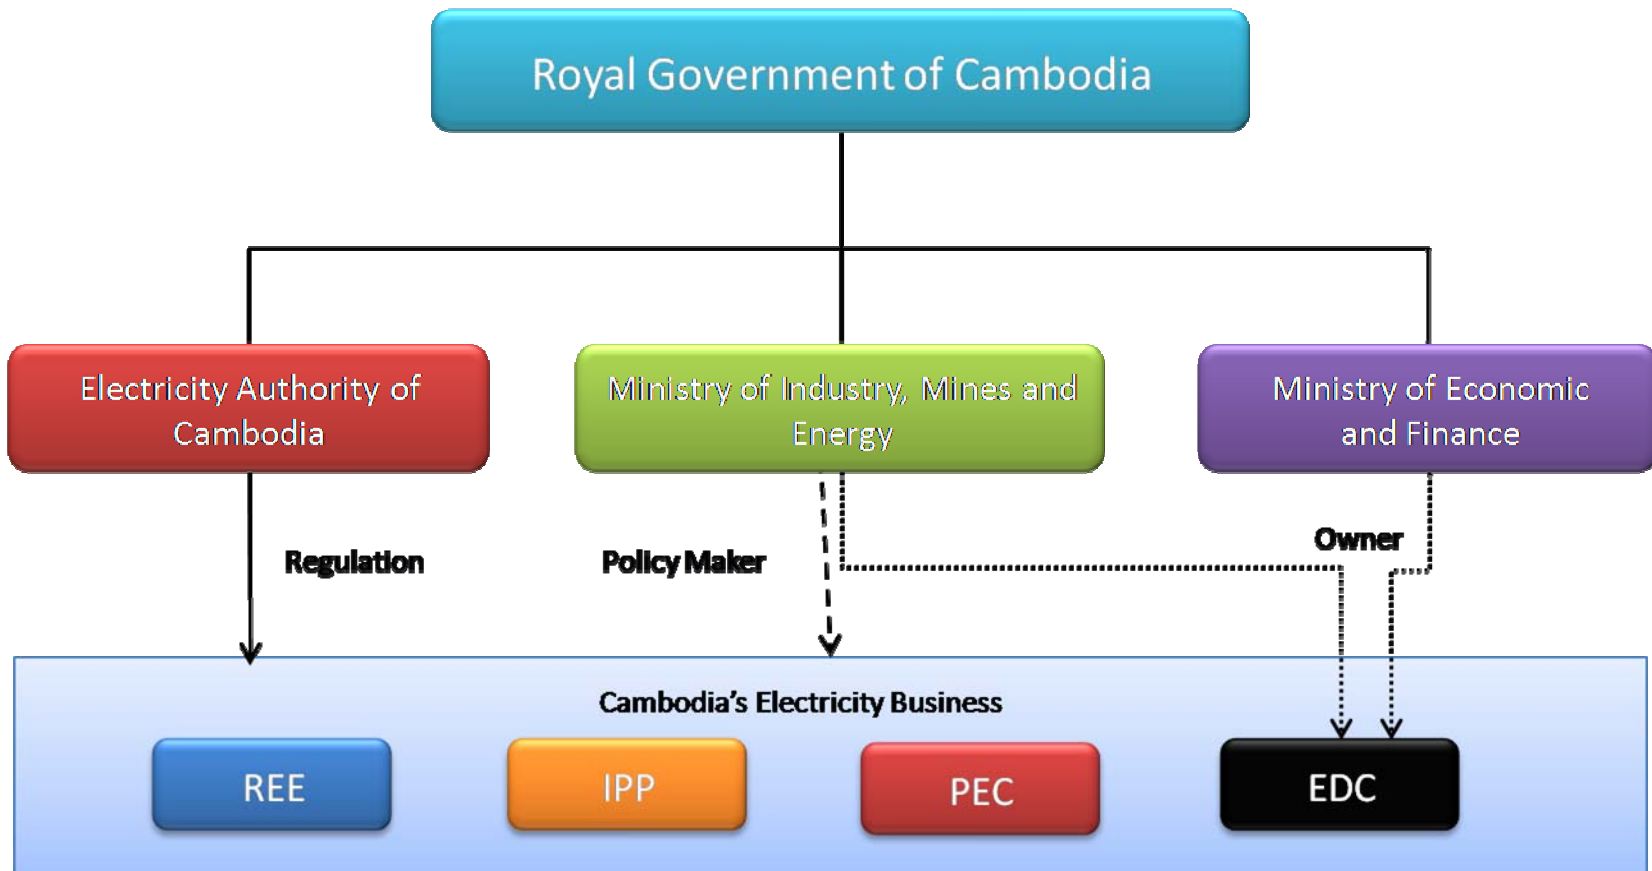 Royal Government of Cambodia
Electricity Authority of
Cambodia
Ministry of Industry, Mines and
Energy
Ministry of Economic
and Finance
Regulation
Policy Maker
Owner
Cambodia's Electricity Business
REE
IPP
PEC
EDC